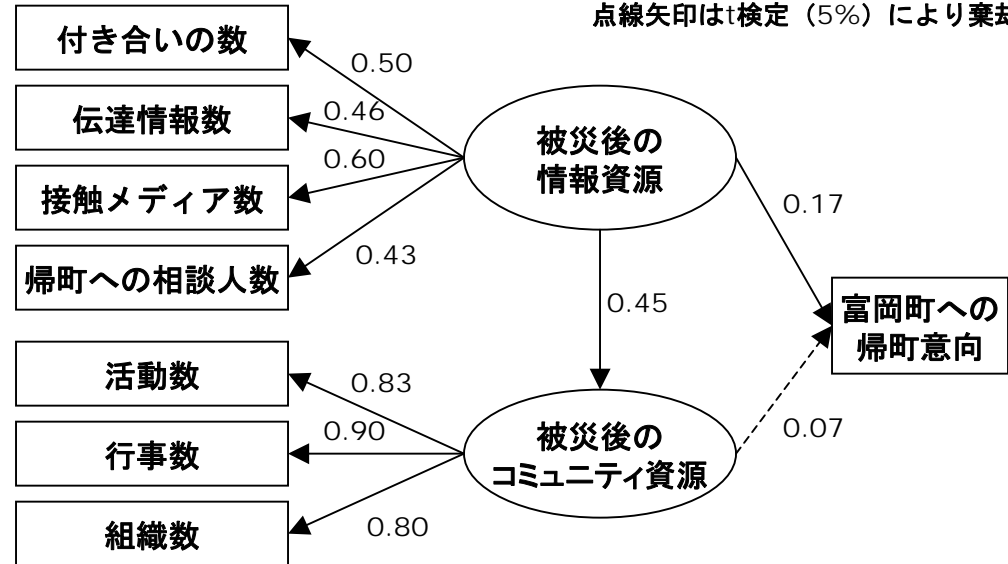 点線矢印はt検定（5%）により棄却
付き合いの数
0.50
伝達情報数
0.46
接触メディア数
0.60
帰町への相談人数
0.43
被災後の
情報資源
0.17
0.45
富岡町への
帰町意向
活動数
0.83
行事数
0.90
組織数
0.80
被災後の
コミュニティ資源
0.07